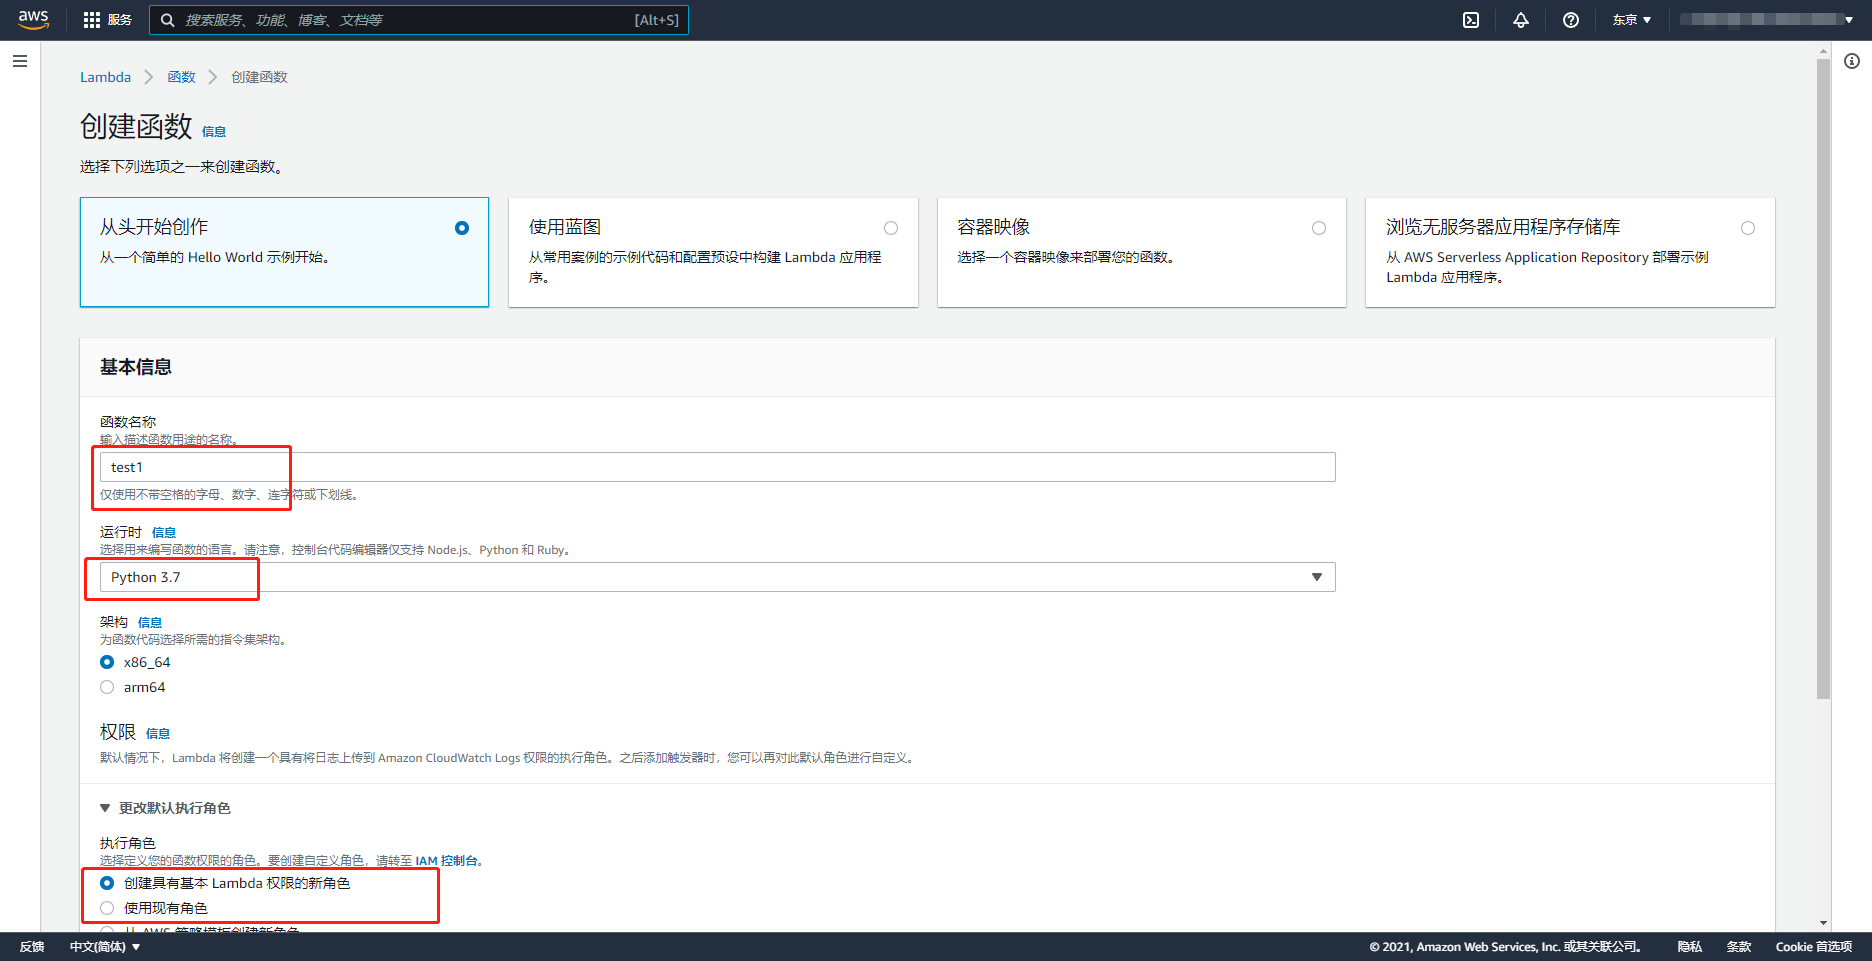 aws 服务 搜索服务、功能、博客、文档等 [Alt+S] 东京
Lambda 函数 创建函数
创建函数 信息
选择下列选项之一来创建函数。
从头开始创作
从一个简单的 Hello World 示例开始。
使用蓝图
从常用案例的示例代码和配置预设中构建 Lambda 应用程
序。
容器映像
选择一个容器映像来部署您的函数。
浏览无服务器应用程序存储库
从 AWS Serverless Application Repository 部署示例
Lambda 应用程序。
基本信息
函数名称
输入描述函数用途的名称。
test1
仅使用不带空格的字母、数字、连字符或下划线。
运行时 信息
选择用来编写函数的语言。请注意，控制台代码编辑器仅支持 Node.js、Python 和 Ruby。
Python 3.7
架构 信息
为函数代码选择所需的指令集架构。
x86_64
arm64
权限 信息
默认情况下，Lambda 将创建一个具有将日志上传到 Amazon CloudWatch Logs 权限的执行角色。之后添加触发器时，您可以再对此默认角色进行自定义。
更改默认执行角色
执行角色
选择定义您的函数权限的角色。要创建自定义角色，请转至 IAM 控制台。
创建具有基本 Lambda 权限的新角色
使用现有角色
从 AWS 策略模板创建新角色
反馈 中文(简体) © 2021, Amazon Web Services, Inc. 或其关联公司。 隐私 条款 Cookie 首选项